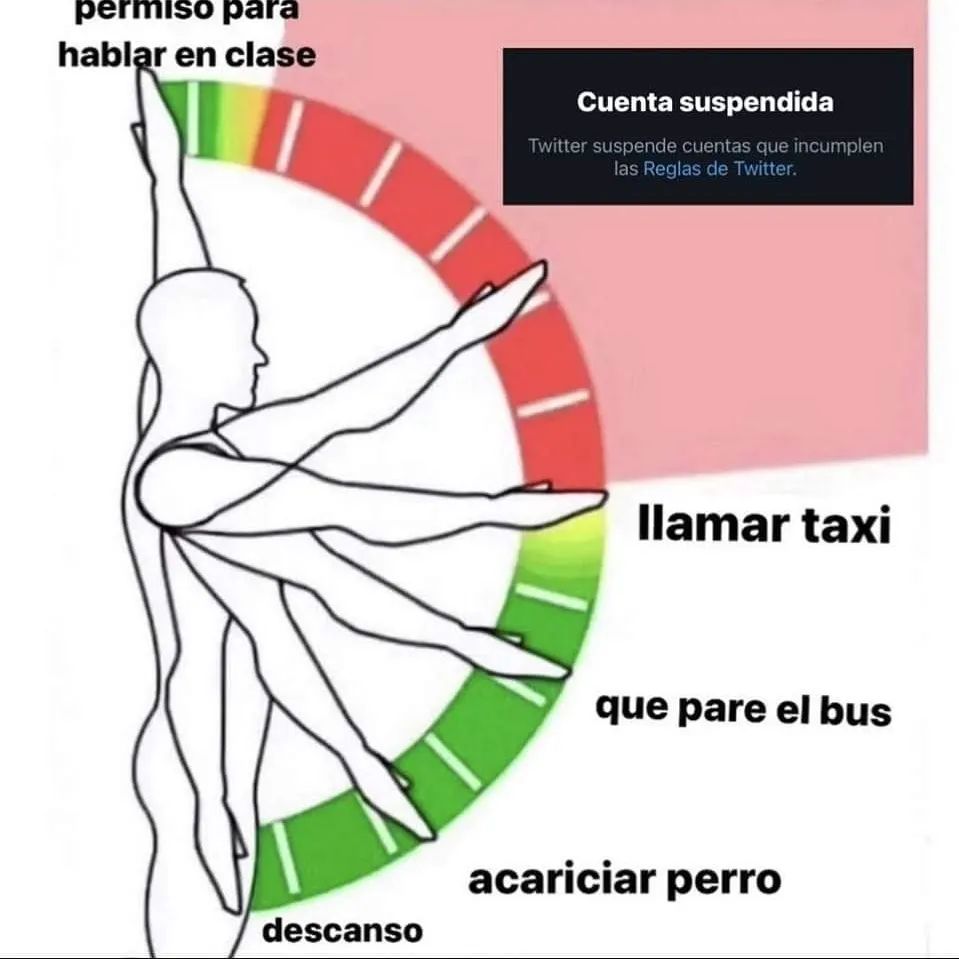 permiso para
hablar en clase
Cuenta suspendida
Twitter suspende cuentas que incumplen
las Reglas de Twitter.
llamar taxi
que pare el bus
acariciar perro
descanso